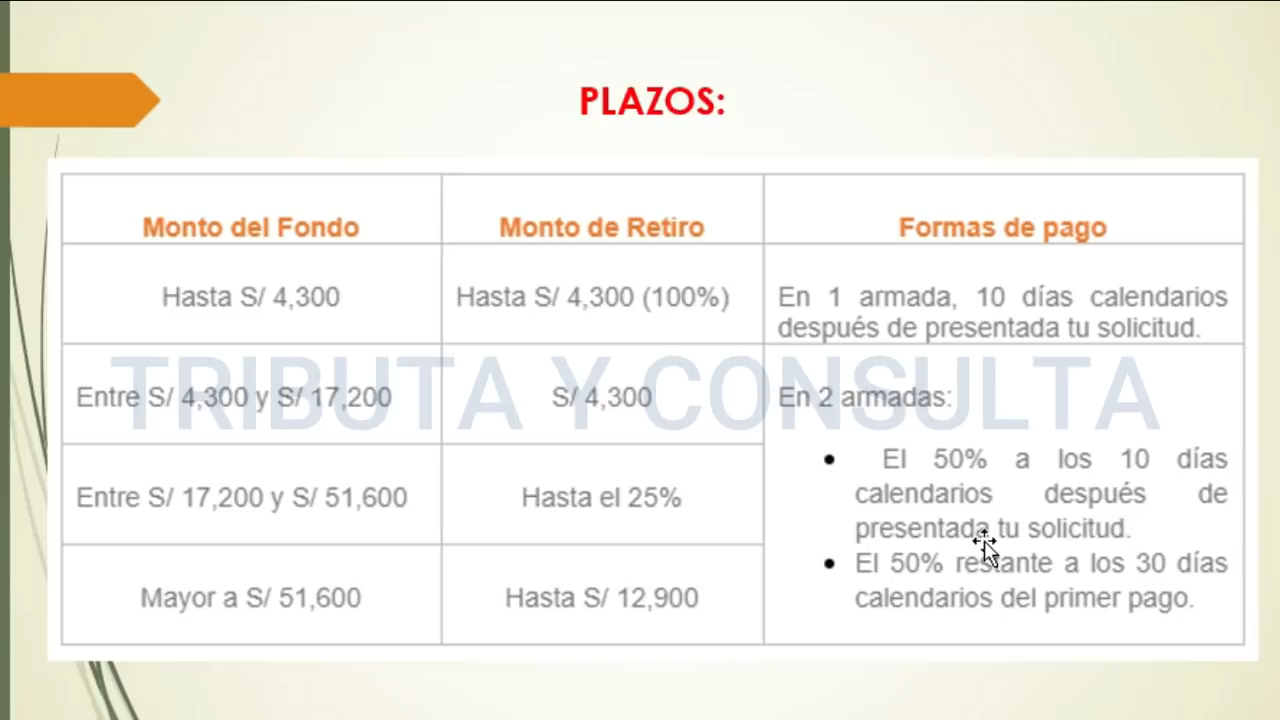 PLAZOS:
Monto del Fondo
Monto de Retiro
Formas de pago
Hasta S/ 4,300
Hasta S/ 4,300 (100%)
En 1 armada, 10 días calendarios
después de presentada tu solicitud.
TRIBUTA Y CONSULTA
Entre S/ 4,300 y S/ 17,200
S/ 4,300
En 2 armadas:
• El 50% a los 10 días
calendarios después de
presentada tu solicitud.
• El 50% restante a los 30 días
calendarios del primer pago.
Entre S/ 17,200 y S/ 51,600
Hasta el 25%
Mayor a S/ 51,600
Hasta S/ 12,900